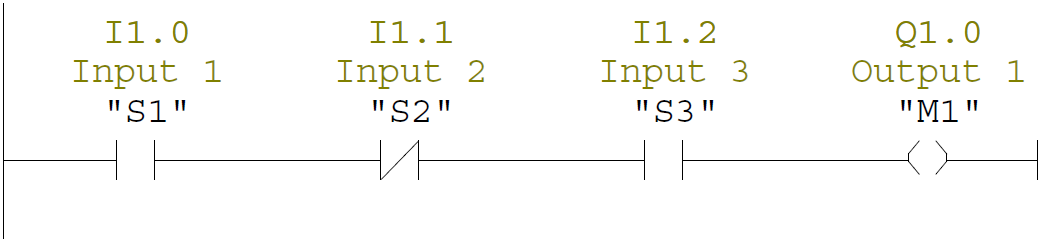 I1.0 I1.1 I1.2 Q1.0
Input 1 Input 2 Input 3 Output 1
"S1" "S2" "S3" "M1"